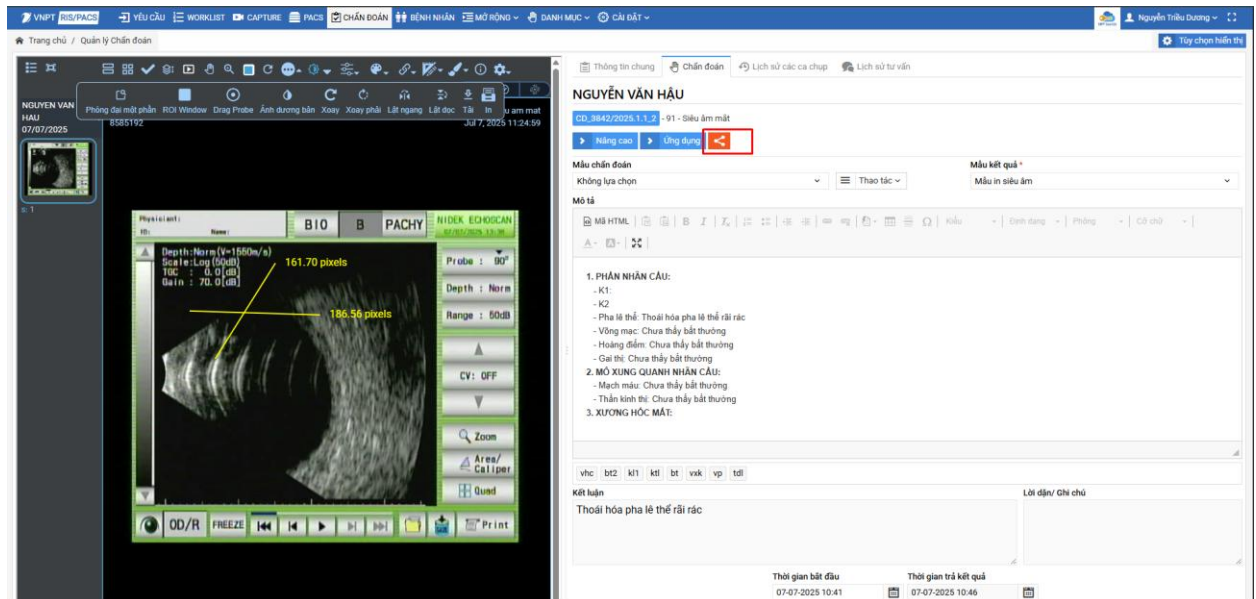 VNPT RIS/PACS YÊU CẦU WORKLIST CAPTURE PACS CHẨN ĐOÁN BỆNH NHÂN MỞ RỘNG DANH MỤC CÀI ĐẶT Nguyễn Triều Dương
Trang chủ / Quản lý Chẩn đoán Tùy chọn hiển thị
Phóng đại một phần ROI Window Drag Probe Ảnh dương bản Xoay Xoay phải Lật ngang Lật dọc Tải In
NGUYEN VAN HAU
07/07/2025
S: 1
8585192
u am mat
Jul 7, 2025 11:24:59
Physician:
ID: Name:
BIO B PACHY
NIDEK ECHOSCAN
Depth:Norm(V=1550m/s)
Scale:Log(50dB)
TGC : 0.0[dB]
Gain : 70.0[dB]
161.70 pixels
186.56 pixels
Probe : 90°
Depth : Norm
Range : 50dB
CV: OFF
Zoom
Area/
Caliper
Quad
OD/R FREEZE Print
Thông tin chung Chẩn đoán Lịch sử các ca chụp Lịch sử tư vấn
NGUYỄN VĂN HẬU
CD_3842/2025.1.1_2 - 91 - Siêu âm mắt
Nâng cao Ứng dụng
Mẫu chẩn đoán Mẫu kết quả *
Không lựa chọn Thao tác Mẫu in siêu âm
Mô tả
Mã HTML B I Kiểu Định dạng Phông Cỡ chữ
1. PHẦN NHÃN CẦU:
- K1:
- K2
- Pha lê thể: Thoái hóa pha lê thể rải rác
- Võng mạc: Chưa thấy bất thường
- Hoàng điểm: Chưa thấy bất thường
- Gai thị: Chưa thấy bất thường
2. MÔ XUNG QUANH NHÃN CẦU:
- Mạch máu: Chưa thấy bất thường
- Thần kinh thị: Chưa thấy bất thường
3. XƯƠNG HỐC MẮT:
vhc bt2 kl1 ktl bt vxk vp tdl
Kết luận Lời dặn/ Ghi chú
Thoái hóa pha lê thể rãi rác
Thời gian bắt đầu Thời gian trả kết quả
07-07-2025 10:41 07-07-2025 10:46